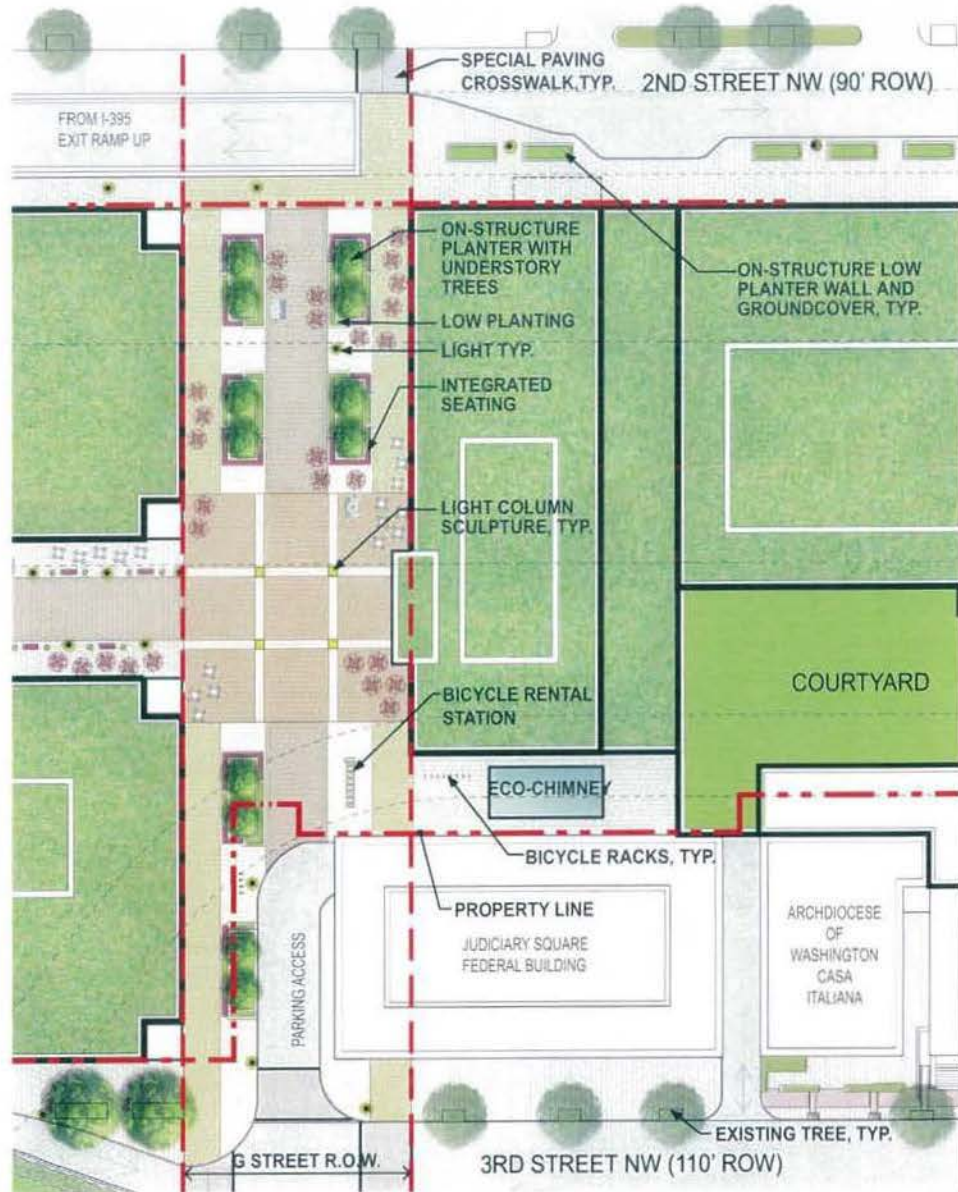 SPECIAL PAVING
CROSSWALK,TYP.
2ND STREET NW (90' ROW)
FROM I-395
EXIT RAMP UP
ON-STRUCTURE
PLANTER WITH
UNDERSTORY
TREES
ON-STRUCTURE LOW
PLANTER WALL AND
GROUNDCOVER, TYP.
LOW PLANTING
LIGHT TYP.
INTEGRATED
SEATING
LIGHT COLUMN
SCULPTURE, TYP.
COURTYARD
BICYCLE RENTAL
STATION
ECO-CHIMNEY
BICYCLE RACKS, TYP.
PROPERTY LINE
JUDICIARY SQUARE
FEDERAL BUILDING
ARCHDIOCESE
OF
WASHINGTON
CASA
ITALIANA
PARKING ACCESS
EXISTING TREE, TYP.
G STREET R.O.W.
3RD STREET NW (110' ROW)